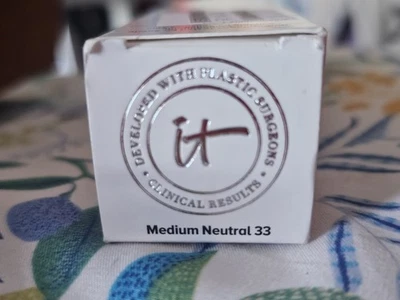 DEVELOPED WITH PLASTIC SURGEONS
it
• CLINICAL RESULTS •
Medium Neutral 33